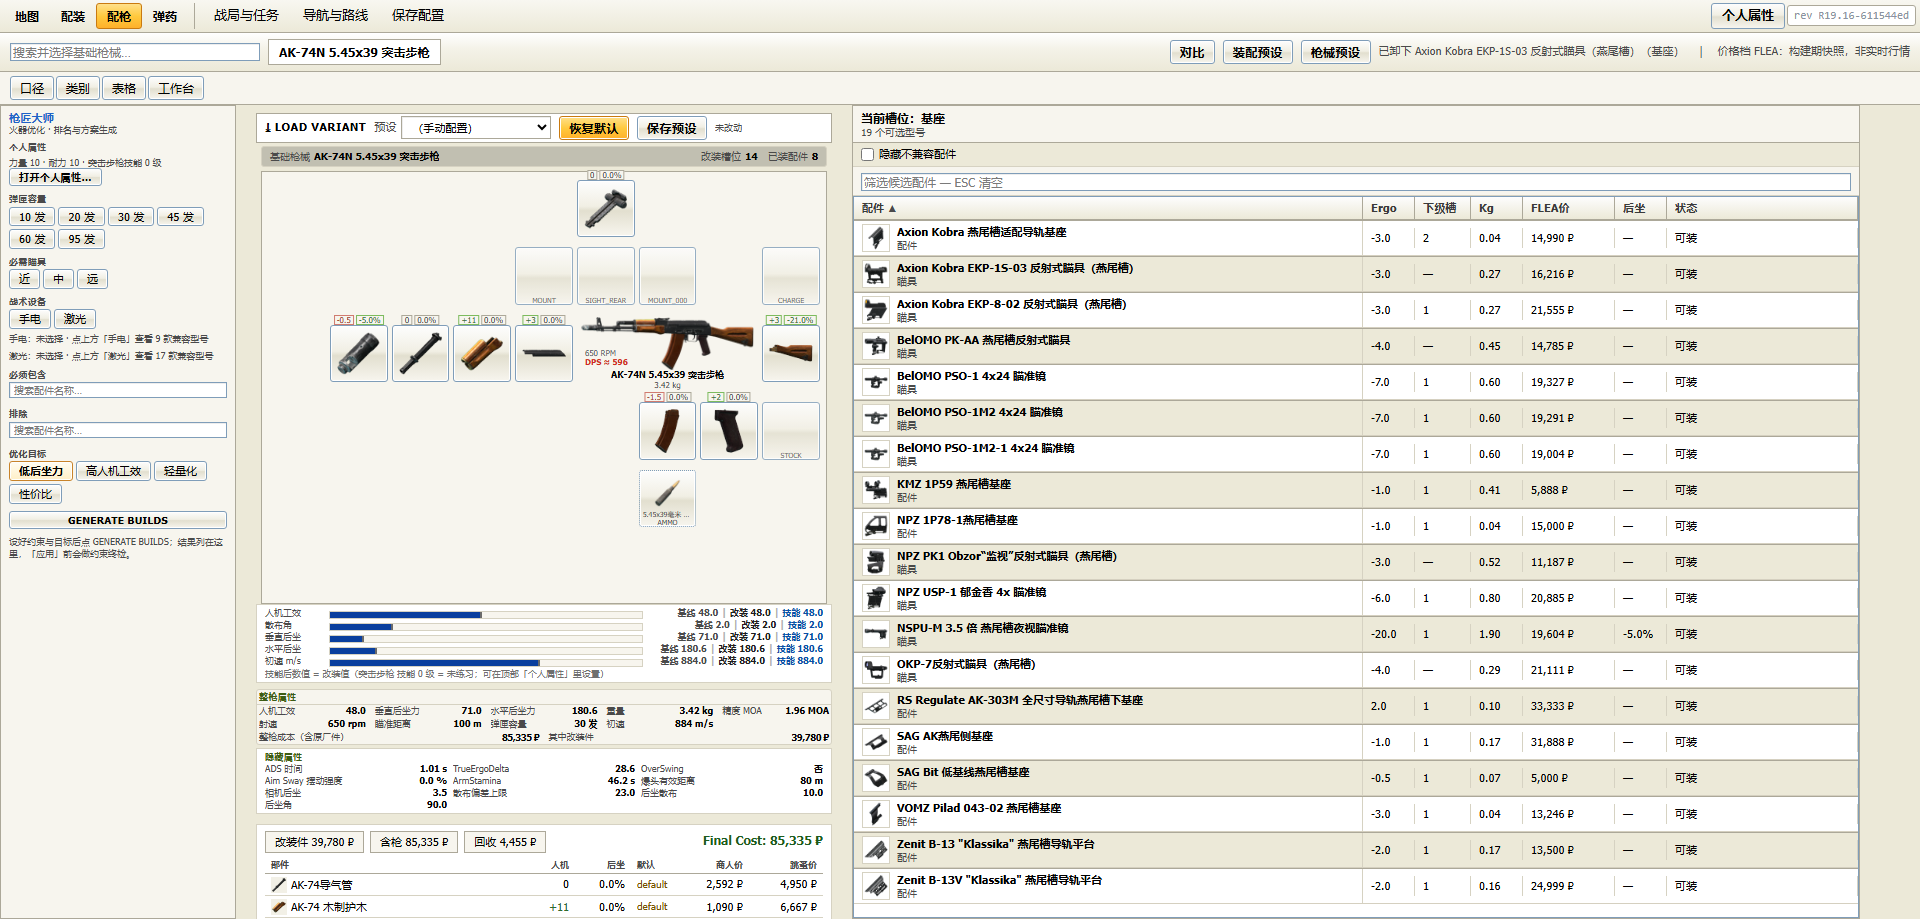 地图 配装 配枪 弹药 战局与任务 导航与路线 保存配置 个人属性 rev R19.16-611544ed
搜索并选择基础枪械... AK-74N 5.45x39 突击步枪 对比 装配预设 枪械预设 已卸下 Axion Kobra EKP-1S-03 反射式瞄具（燕尾槽）（基座） | 价格档 FLEA：构建期快照，非实时行情
口径 类别 表格 工作台
枪匠大师
火器优化 · 排名与方案生成
个人属性
力量 10 · 耐力 10 · 突击步枪技能 0 级
打开个人属性...
弹匣容量
10 发 20 发 30 发 45 发
60 发 95 发
必需瞄具
近 中 远
战术设备
手电 激光
手电：未选择 · 点上方「手电」查看 9 款兼容型号
激光：未选择 · 点上方「激光」查看 17 款兼容型号
必须包含
搜索配件名称...
排除
搜索配件名称...
优化目标
低后坐力 高人机工效 轻量化
性价比
GENERATE BUILDS
设好约束与目标后点 GENERATE BUILDS；结果列在这
里，「应用」前会做约束终检。
LOAD VARIANT 预设 （手动配置） 恢复默认 保存预设 未改动
基础枪械 AK-74N 5.45x39 突击步枪 改装槽位 14 已装配件 8
0 0.0%
MOUNT SIGHT_REAR MOUNT_000 CHARGE
-0.5 -5.0% 0 0.0% +11 0.0% +3 0.0% +3 -21.0%
650 RPM
DPS ≈ 596
AK-74N 5.45x39 突击步枪
3.42 kg
-1.5 0.0% +2 0.0%
STOCK
5.45x39毫米 ...
AMMO
人机工效 基线 48.0 | 改装 48.0 | 技能 48.0
散布角 基线 2.0 | 改装 2.0 | 技能 2.0
垂直后坐 基线 71.0 | 改装 71.0 | 技能 71.0
水平后坐 基线 180.6 | 改装 180.6 | 技能 180.6
初速 m/s 基线 884.0 | 改装 884.0 | 技能 884.0
技能后数值 = 改装值（突击步枪 技能 0 级 = 未练习；可在顶部「个人属性」里设置）
整枪属性
人机工效 48.0 垂直后坐力 71.0 水平后坐力 180.6 重量 3.42 kg 精度 MOA 1.96 MOA
射速 650 rpm 瞄准距离 100 m 弹匣容量 30 发 初速 884 m/s
整枪成本（含原厂件） 85,335 ₽ 其中改装件 39,780 ₽
隐藏属性
ADS 时间 1.01 s TrueErgoDelta 28.6 OverSwing 否
Aim Sway 摆动强度 0.0 % ArmStamina 46.2 s 爆头有效距离 80 m
相机后坐 3.5 散布偏差上限 23.0 后坐散布 10.0
后坐角 90.0
改装件 39,780 ₽ 含枪 85,335 ₽ 回收 4,455 ₽ Final Cost: 85,335 ₽
部件 人机 后坐 默认 商人价 跳蚤价
AK-74导气管 0 0.0% default 2,592 ₽ 4,950 ₽
AK-74 木制护木 +11 0.0% default 1,090 ₽ 6,667 ₽
当前槽位：基座
19 个可选型号
隐藏不兼容配件
筛选候选配件 — ESC 清空
配件 ▲ Ergo 下级槽 Kg FLEA价 后坐 状态
Axion Kobra 燕尾槽适配导轨基座
配件 -3.0 2 0.04 14,990 ₽ — 可装
Axion Kobra EKP-1S-03 反射式瞄具（燕尾槽）
瞄具 -3.0 — 0.27 16,216 ₽ — 可装
Axion Kobra EKP-8-02 反射式瞄具（燕尾槽）
瞄具 -3.0 1 0.27 21,555 ₽ — 可装
BelOMO PK-AA 燕尾槽反射式瞄具
瞄具 -4.0 — 0.45 14,785 ₽ — 可装
BelOMO PSO-1 4x24 瞄准镜
瞄具 -7.0 1 0.60 19,327 ₽ — 可装
BelOMO PSO-1M2 4x24 瞄准镜
瞄具 -7.0 1 0.60 19,291 ₽ — 可装
BelOMO PSO-1M2-1 4x24 瞄准镜
瞄具 -7.0 1 0.60 19,004 ₽ — 可装
KMZ 1P59 燕尾槽基座
配件 -1.0 1 0.41 5,888 ₽ — 可装
NPZ 1P78-1燕尾槽基座
配件 -1.0 1 0.04 15,000 ₽ — 可装
NPZ PK1 Obzor“监视”反射式瞄具（燕尾槽）
瞄具 -3.0 — 0.52 11,187 ₽ — 可装
NPZ USP-1 郁金香 4x 瞄准镜
瞄具 -6.0 1 0.80 20,885 ₽ — 可装
NSPU-M 3.5 倍 燕尾槽夜视瞄准镜
瞄具 -20.0 1 1.90 19,604 ₽ -5.0% 可装
OKP-7反射式瞄具（燕尾槽）
瞄具 -4.0 — 0.29 21,111 ₽ — 可装
RS Regulate AK-303M 全尺寸导轨燕尾槽下基座
配件 2.0 1 0.10 33,333 ₽ — 可装
SAG AK燕尾侧基座
配件 -1.0 1 0.17 31,888 ₽ — 可装
SAG Bit 低基线燕尾槽基座
配件 -0.5 1 0.07 5,000 ₽ — 可装
VOMZ Pilad 043-02 燕尾槽基座
配件 -3.0 1 0.04 13,246 ₽ — 可装
Zenit B-13 "Klassika" 燕尾槽导轨平台
配件 -2.0 1 0.17 13,500 ₽ — 可装
Zenit B-13V "Klassika" 燕尾槽导轨平台
配件 -2.0 1 0.16 24,999 ₽ — 可装